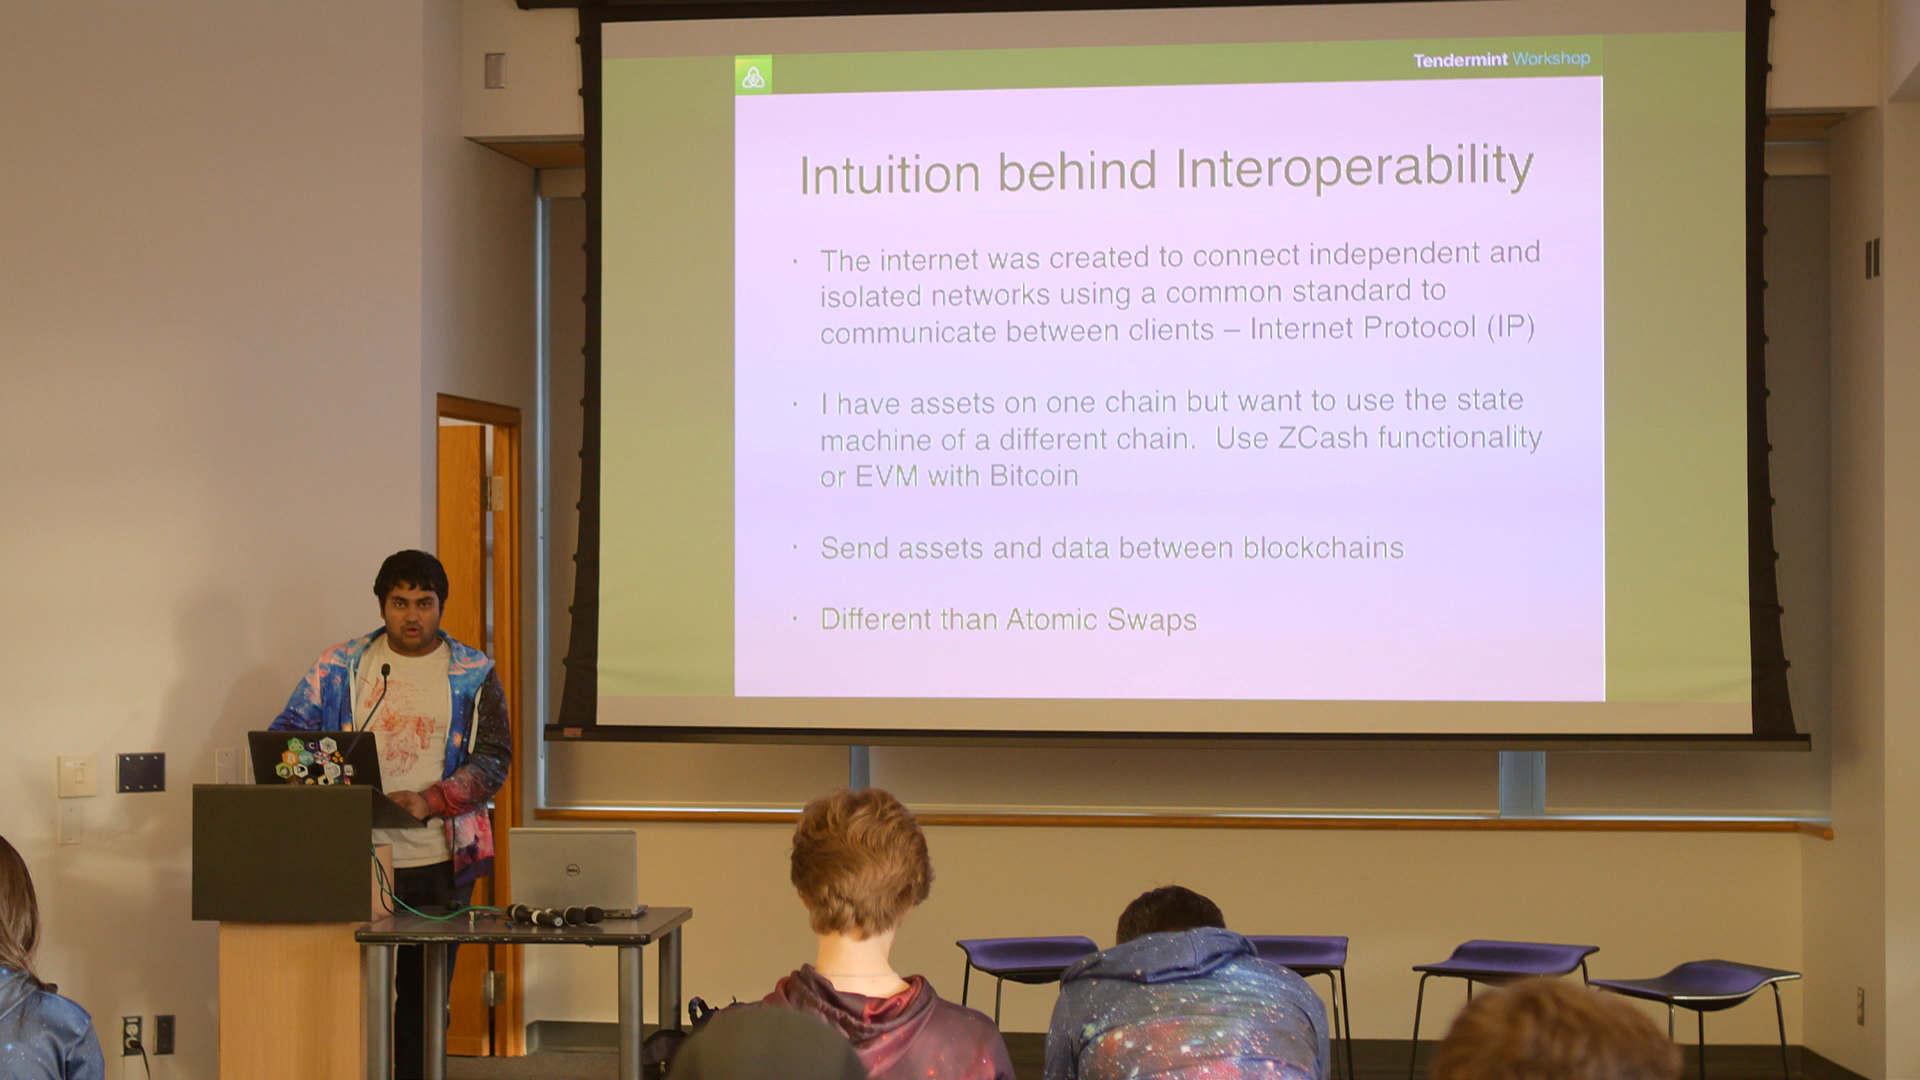 Tendermint Workshop
Intuition behind Interoperability
· The internet was created to connect independent and
isolated networks using a common standard to
communicate between clients – Internet Protocol (IP)
· I have assets on one chain but want to use the state
machine of a different chain.  Use ZCash functionality
or EVM with Bitcoin
· Send assets and data between blockchains
· Different than Atomic Swaps
DELL